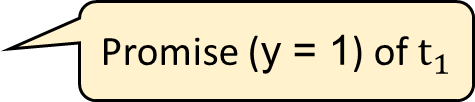 Promise (y = 1) of t₁